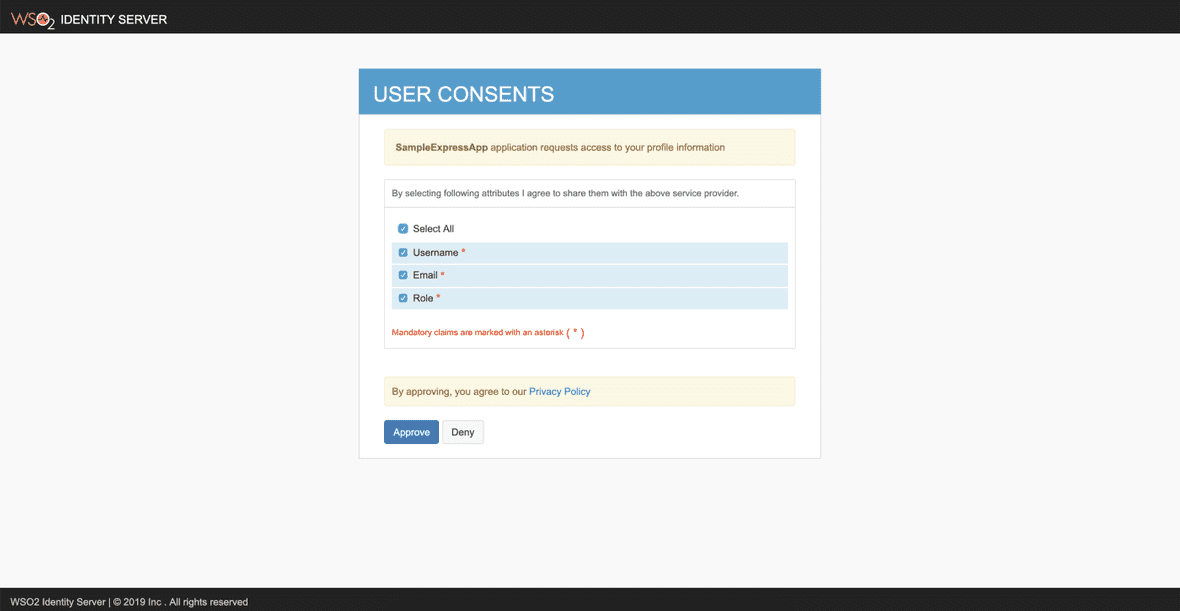 WSO2 IDENTITY SERVER
USER CONSENTS
SampleExpressApp application requests access to your profile information
By selecting following attributes I agree to share them with the above service provider.
Select All
Username *
Email *
Role *
Mandatory claims are marked with an asterisk ( * )
By approving, you agree to our Privacy Policy
Approve Deny
WSO2 Identity Server | © 2019 Inc . All rights reserved